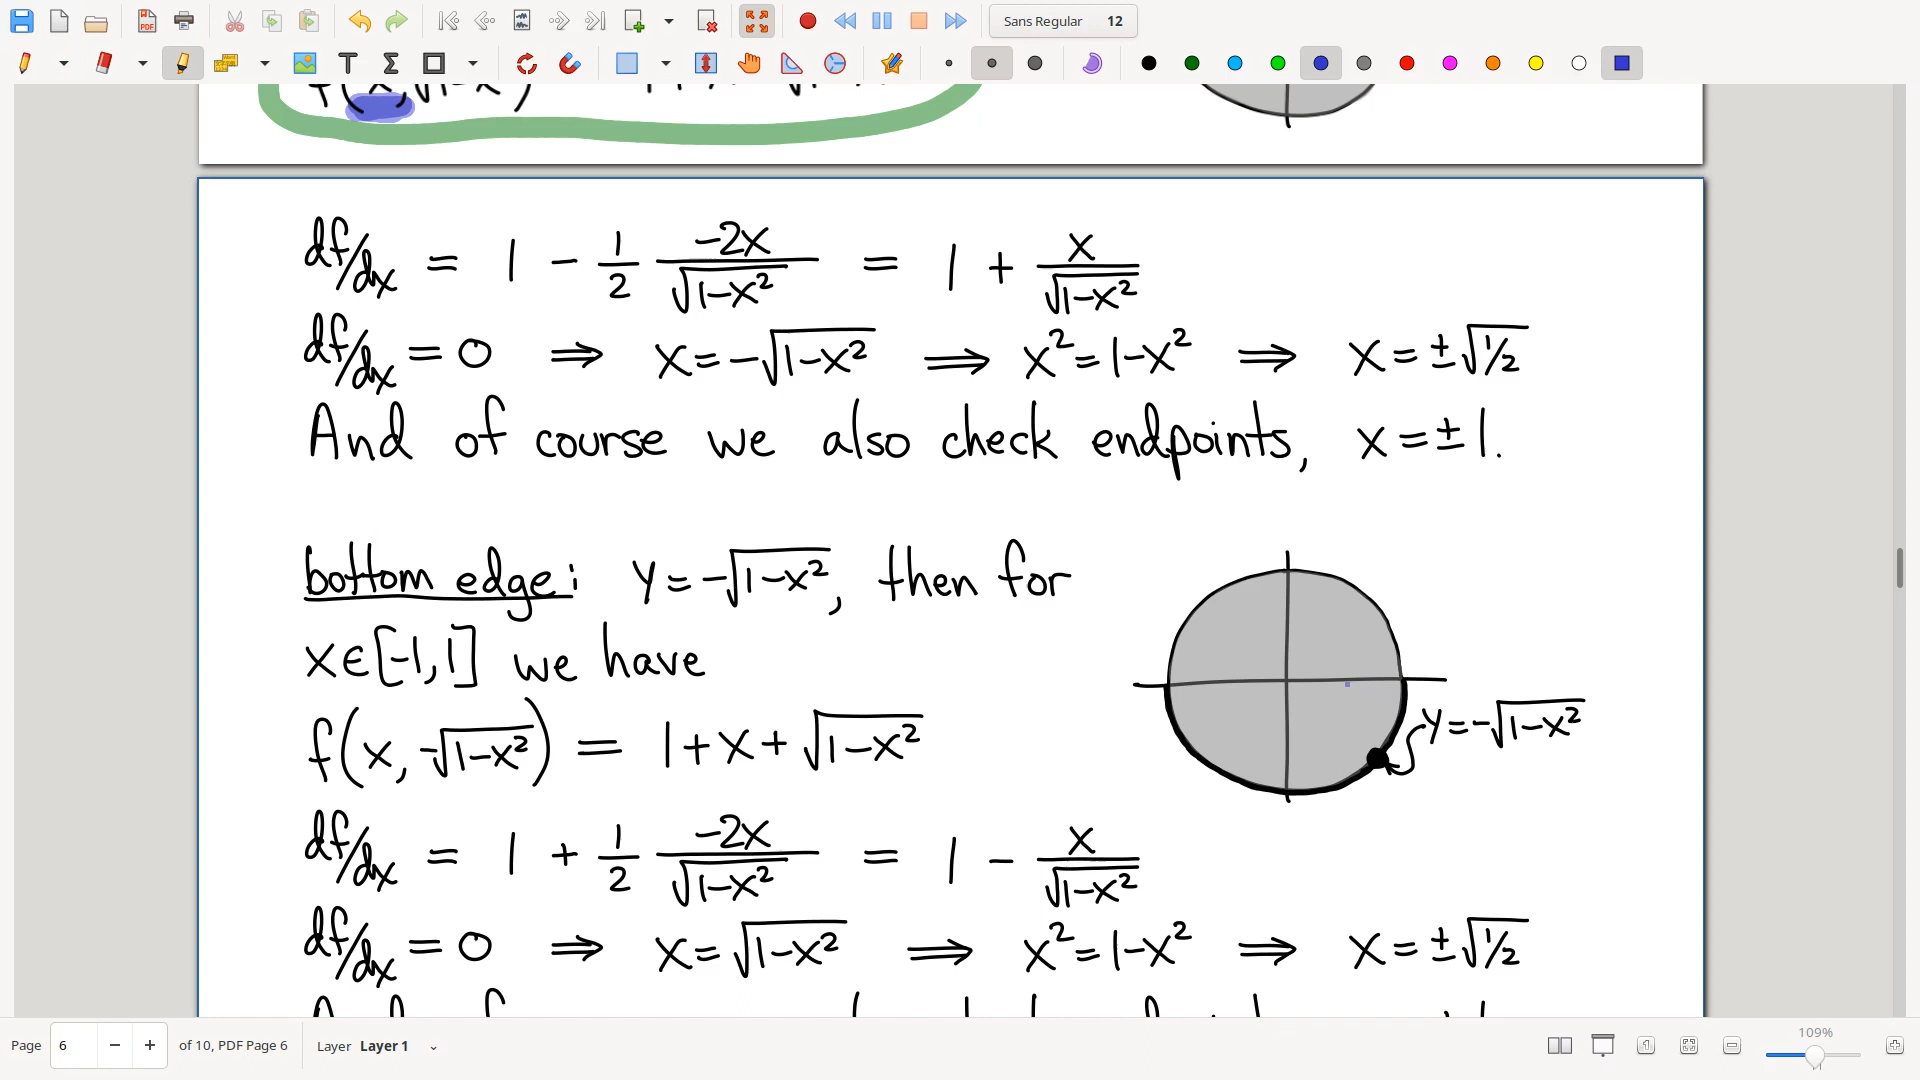 Sans Regular 12
df/dx = 1 - 1/2 -2x/√(1-x²) = 1 + x/√(1-x²)
df/dx = 0 ⇒ x = -√(1-x²) ⇒ x² = 1-x² ⇒ x = ±√(1/2)
And of course we also check endpoints, x = ±1.
bottom edge: y = -√(1-x²), then for
x∈[-1,1] we have
f(x, -√(1-x²)) = 1+x+√(1-x²)
y = -√(1-x²)
df/dx = 1 + 1/2 -2x/√(1-x²) = 1 - x/√(1-x²)
df/dx = 0 ⇒ x = √(1-x²) ⇒ x² = 1-x² ⇒ x = ±√(1/2)
Page 6 of 10, PDF Page 6 Layer Layer 1 109%